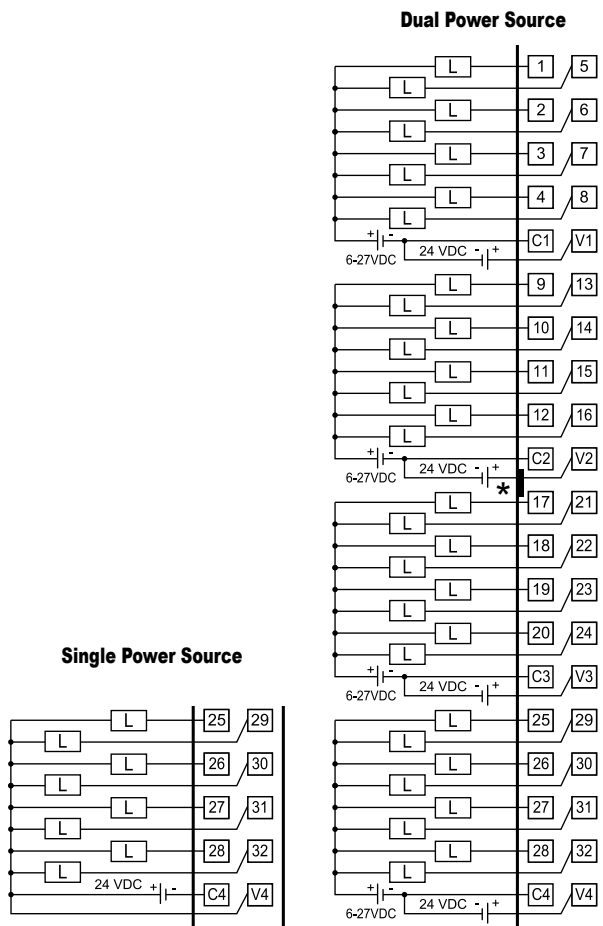 Dual Power Source
L 1 5
L
L 2 6
L
L 3 7
L
L 4 8
L
+ - C1 V1
6-27VDC 24 VDC - +
L 9 13
L
L 10 14
L
L 11 15
L
L 12 16
L
+ - C2 V2
6-27VDC 24 VDC - +
*
L 17 21
L
L 18 22
L
L 19 23
L
L 20 24
L
+ - C3 V3
6-27VDC 24 VDC - +
L 25 29
L
L 26 30
L
L 27 31
L
L 28 32
L
+ - C4 V4
6-27VDC 24 VDC - +
Single Power Source
L 25 29
L
L 26 30
L
L 27 31
L
L 28 32
L
24 VDC + - C4 V4